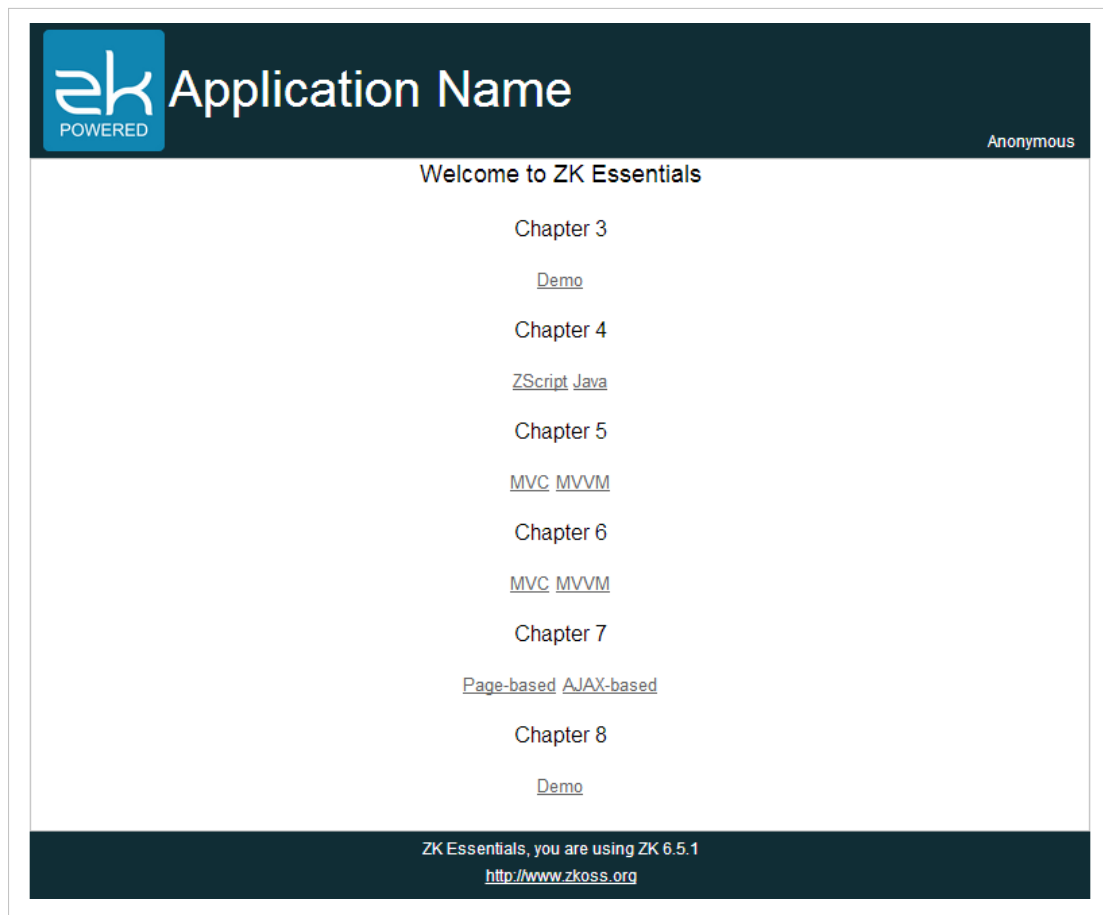 zk
POWERED
Application Name
Anonymous
Welcome to ZK Essentials
Chapter 3
Demo
Chapter 4
ZScript Java
Chapter 5
MVC MVVM
Chapter 6
MVC MVVM
Chapter 7
Page-based AJAX-based
Chapter 8
Demo
ZK Essentials, you are using ZK 6.5.1
http://www.zkoss.org